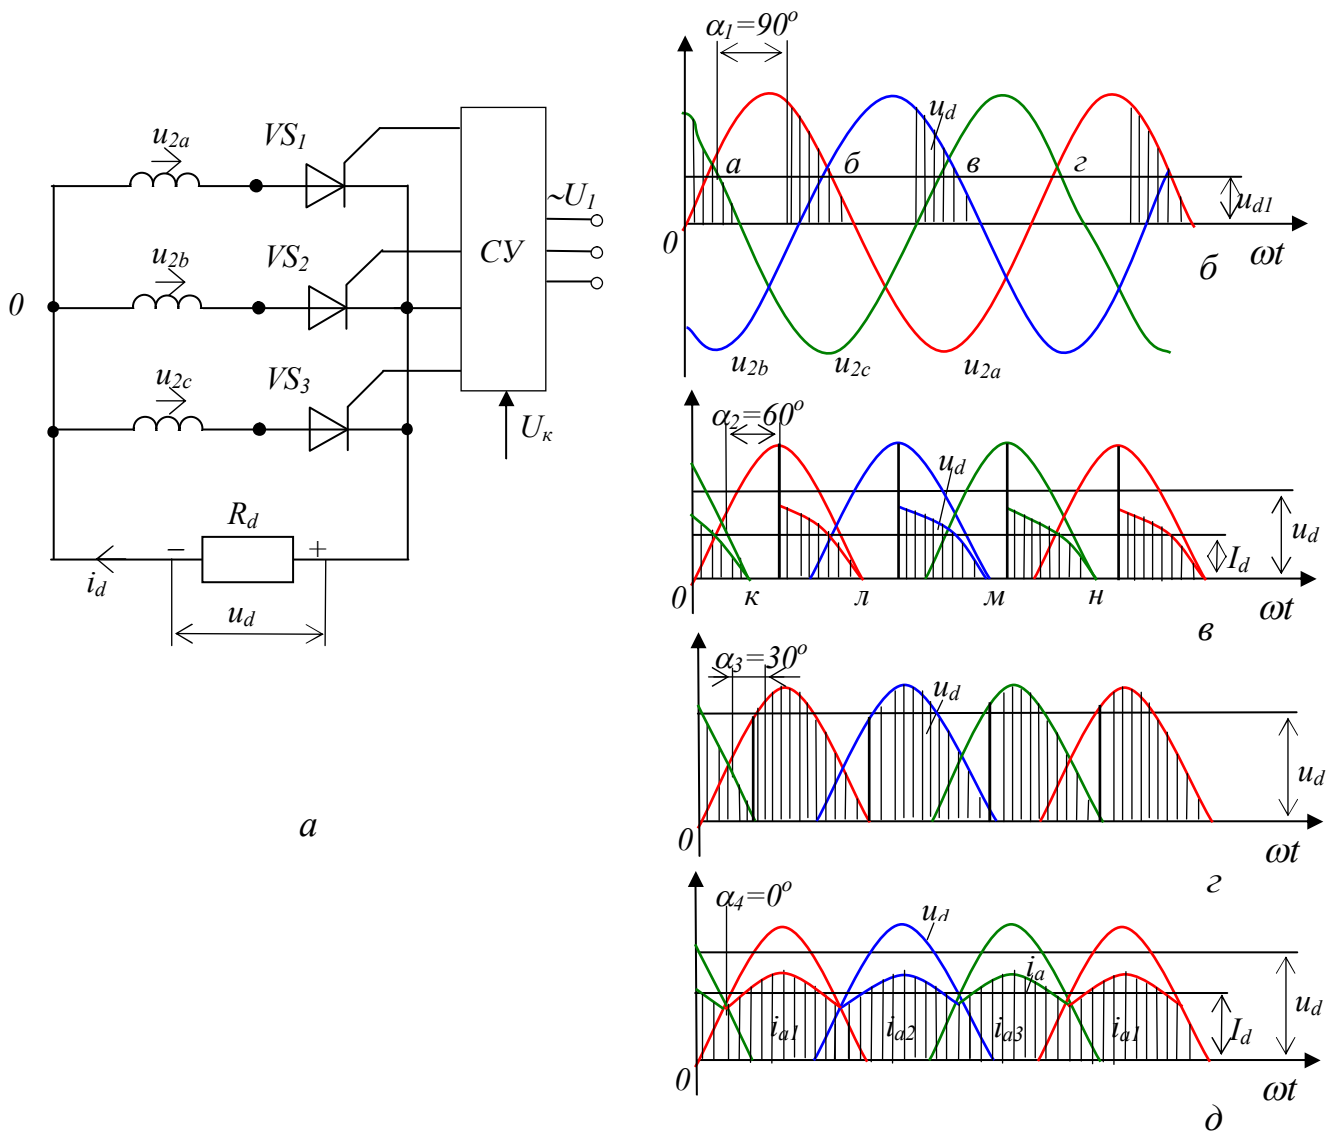 u2a
VS1
u2b
VS2
u2c
VS3
0
СУ
~U1
Uк
Rd
−
+
id
ud
а
α1=90º
ud
а
б
в
г
ud1
0
ωt
б
u2b
u2c
u2a
α2=60º
ud
ud
Id
0
к
л
м
н
ωt
в
α3=30º
ud
ud
0
ωt
г
α4=0º
ud
ia
ia1
ia2
ia3
ia1
ud
Id
0
ωt
д